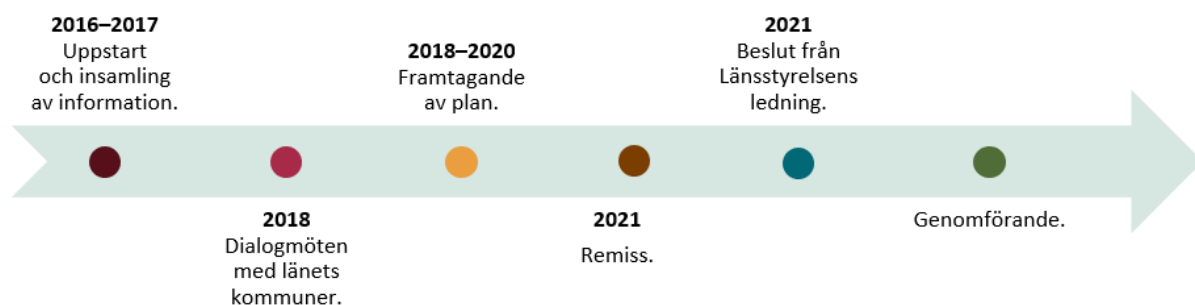 2016–2017
Uppstart
och insamling
av information.
2018
Dialogmöten
med länets
kommuner.
2018–2020
Framtagande
av plan.
2021
Remiss.
2021
Beslut från
Länsstyrelsens
ledning.
Genomförande.